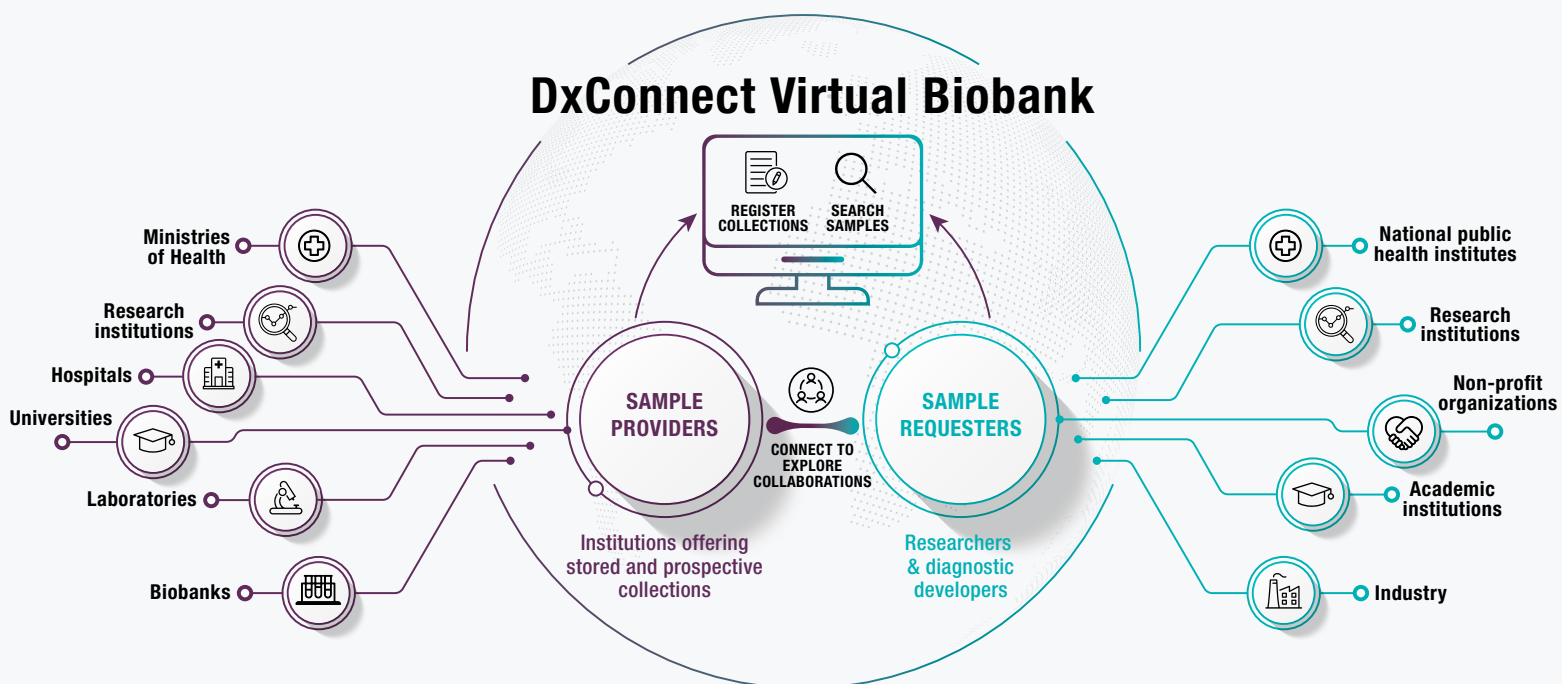 DxConnect Virtual Biobank
REGISTER
COLLECTIONS
SEARCH
SAMPLES
Ministries
of Health
Research
institutions
Hospitals
Universities
Laboratories
Biobanks
SAMPLE
PROVIDERS
Institutions offering
stored and prospective
collections
CONNECT TO
EXPLORE
COLLABORATIONS
SAMPLE
REQUESTERS
Researchers
& diagnostic
developers
National public
health institutes
Research
institutions
Non-profit
organizations
Academic
institutions
Industry